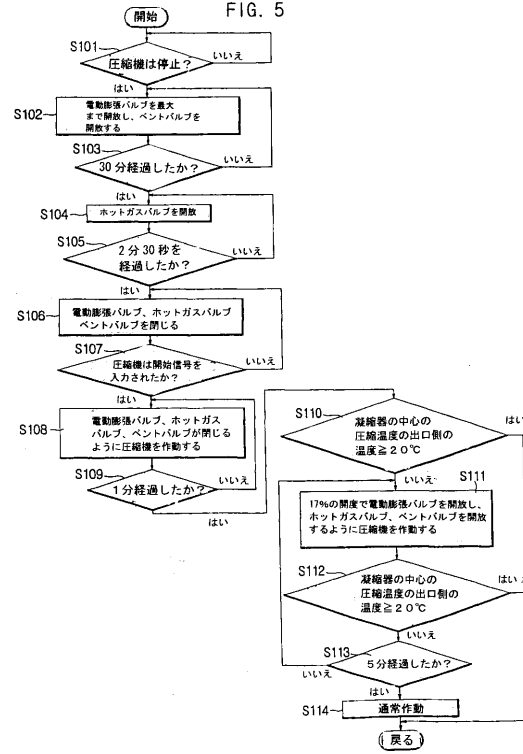 FIG. 5
開始
S101
圧縮機は停止?
いいえ
はい
S102
電動膨張バルブを最大
まで開放し、ベントバルブを
開放する
S103
30分経過したか?
いいえ
はい
S104
ホットガスバルブを開放
S105
2分30秒を
経過したか?
いいえ
はい
S106
電動膨張バルブ、ホットガスバルブ
ベントバルブを閉じる
S107
圧縮機は開始信号を
入力されたか?
いいえ
はい
S108
電動膨張バルブ、ホットガス
バルブ、ベントバルブが閉じる
ように圧縮機を作動する
S109
1分経過したか?
いいえ
はい
S110
凝縮器の中心の
圧縮温度の出口側の
温度≧20℃
はい
いいえ
S111
17%の開度で電動膨張バルブを開放し、
ホットガスバルブ、ベントバルブを開放
するように圧縮機を作動する
S112
凝縮器の中心の
圧縮温度の出口側の
温度≧20℃
はい
いいえ
S113
5分経過したか?
いいえ
はい
S114
通常作動
戻る